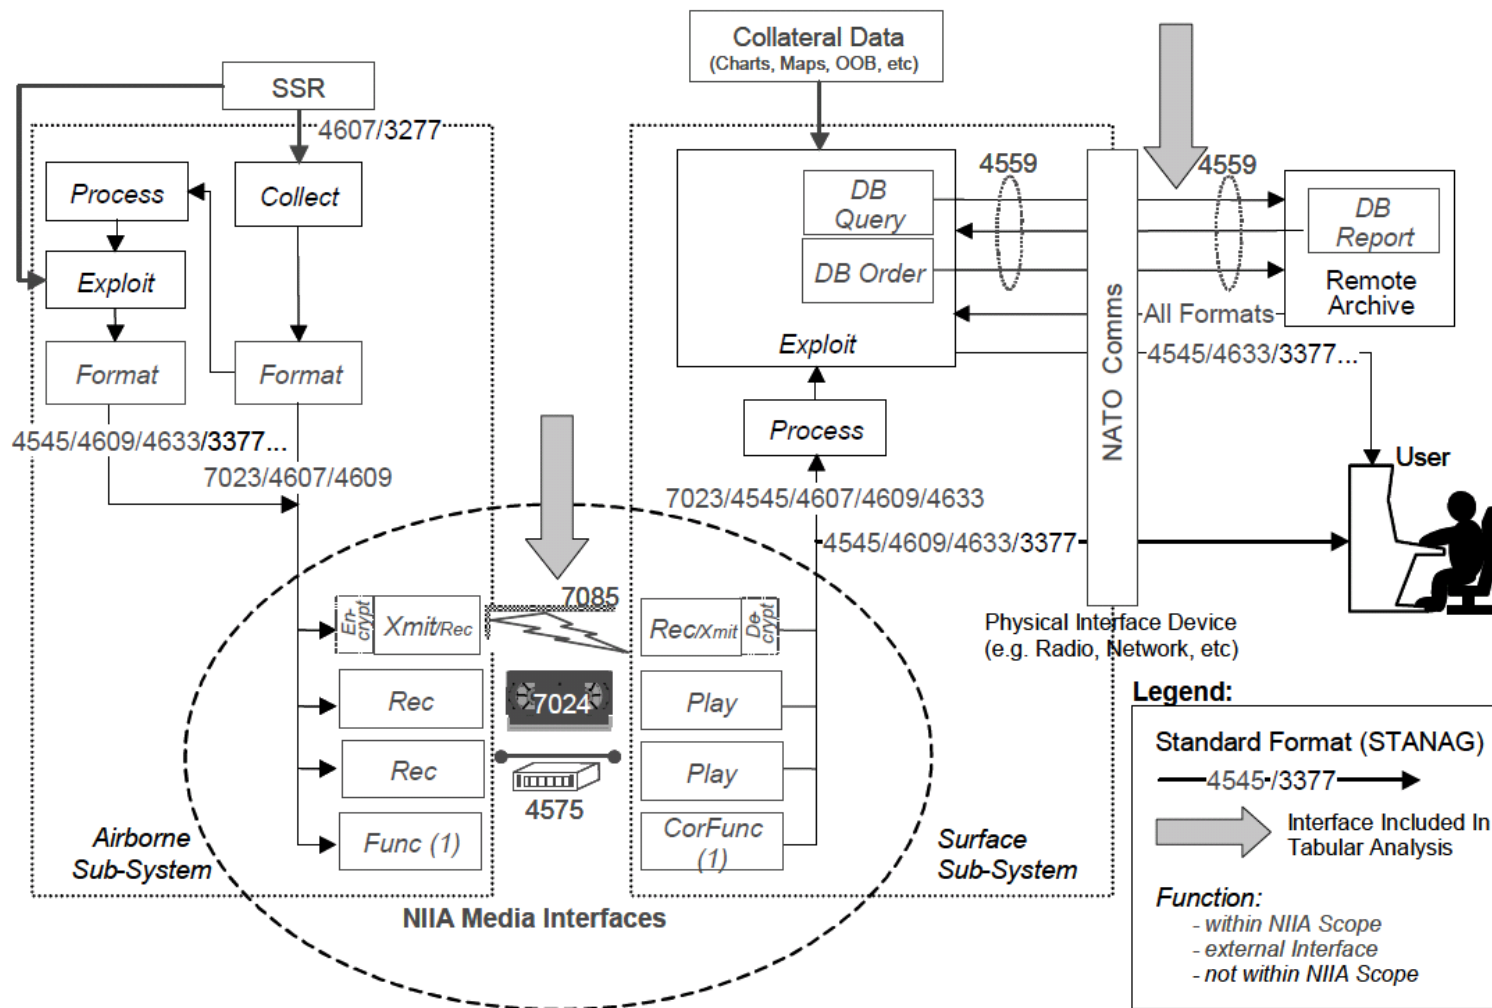 Collateral Data
(Charts, Maps, OOB, etc)
SSR
4607/3277
Process
Collect
Exploit
Format
Format
4545/4609/4633/3377...
7023/4607/4609
DB
Query
DB Order
Exploit
4559
4559
DB
Report
Remote
Archive
All Formats
4545/4633/3377...
NATO Comms
Process
User
7023/4545/4607/4609/4633
4545/4609/4633/3377
Physical Interface Device
(e.g. Radio, Network, etc)
En-
crypt
Xmit/Rec
7085
Rec/Xmit
De-
crypt
Rec
7024
Play
Rec
4575
Play
Func (1)
CorFunc
(1)
Airborne
Sub-System
Surface
Sub-System
NIIA Media Interfaces
Legend:
Standard Format (STANAG)
4545/3377
Interface Included In
Tabular Analysis
Function:
- within NIIA Scope
- external Interface
- not within NIIA Scope